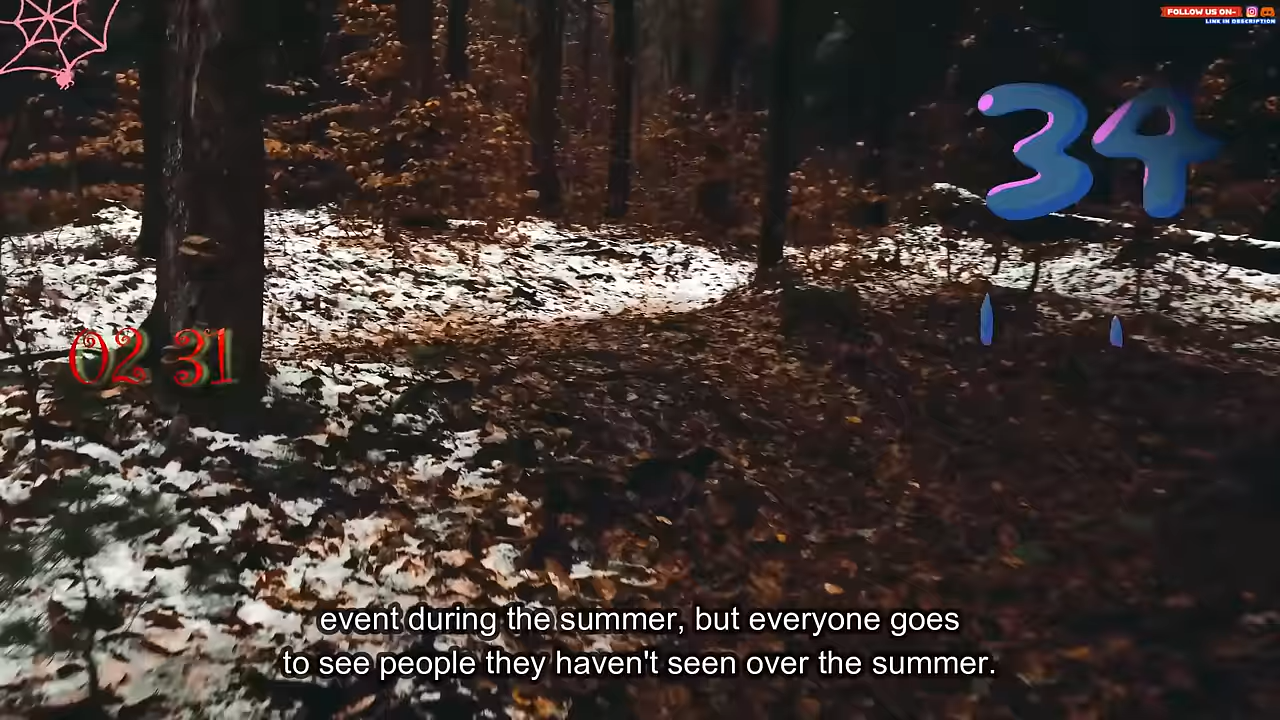 FOLLOW US ON-
LINK IN DESCRIPTION
34
02 31
event during the summer, but everyone goes
to see people they haven't seen over the summer.